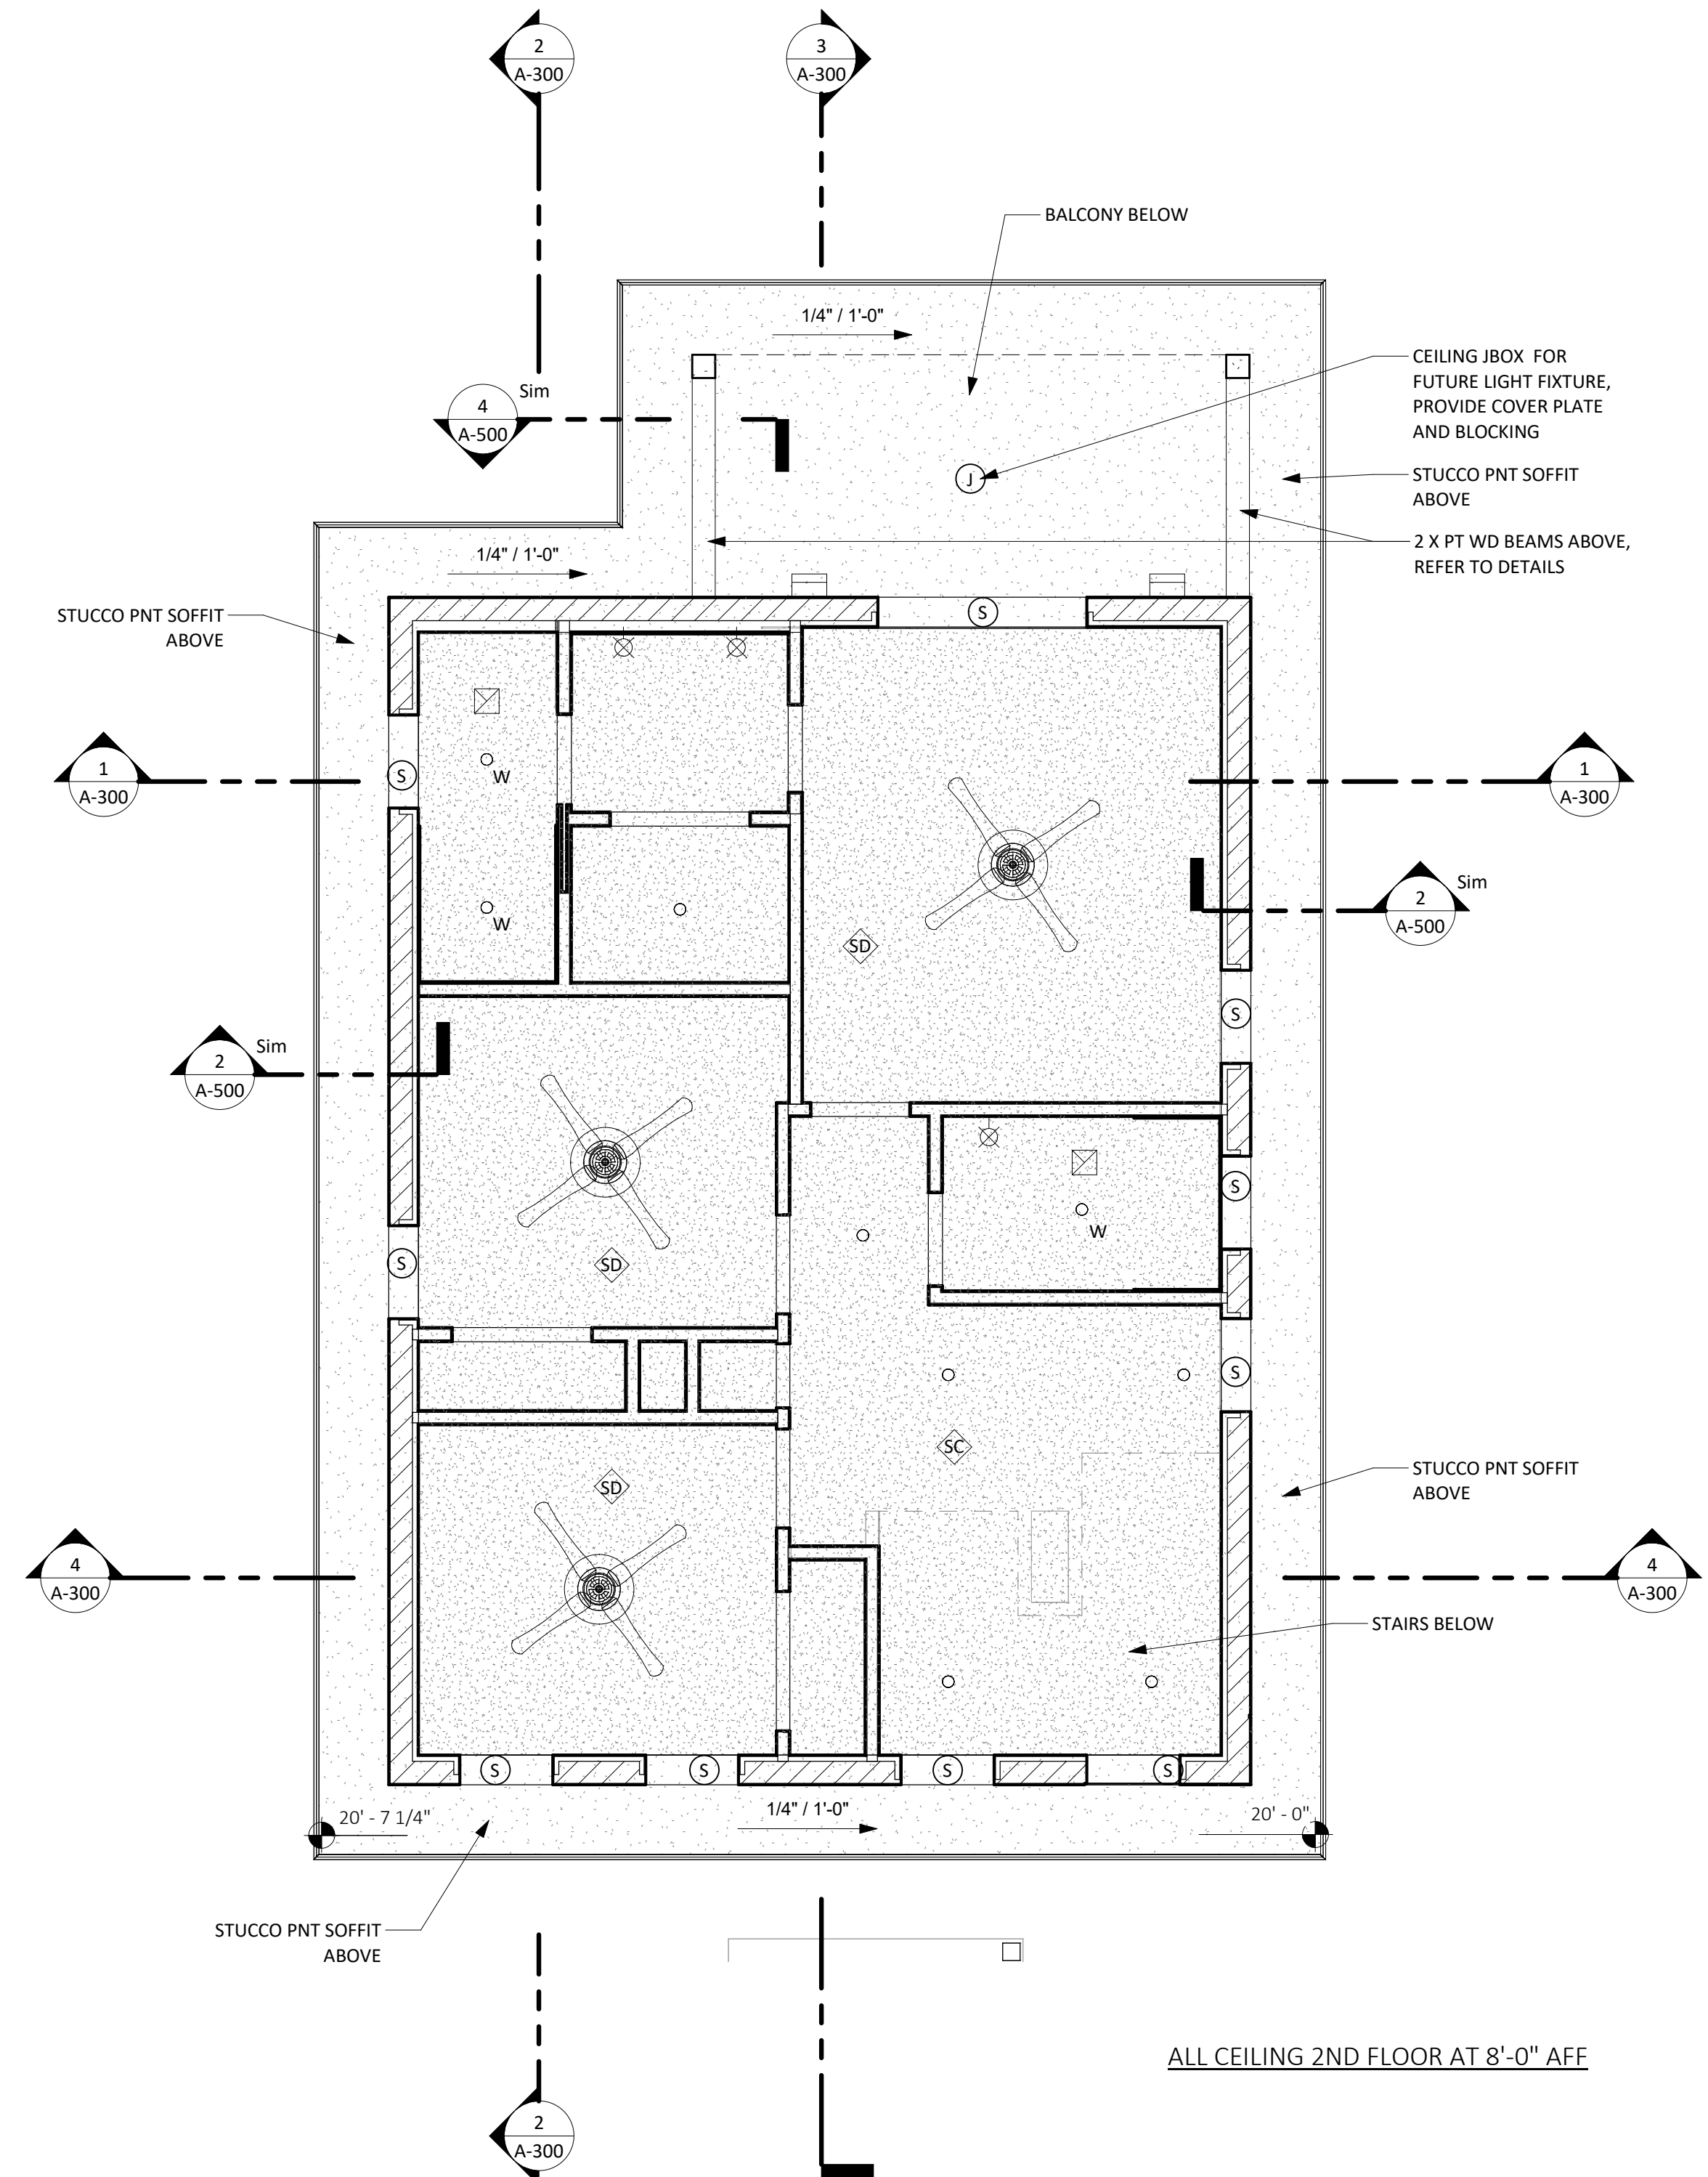 2
A-300
3
A-300
BALCONY BELOW
1/4" / 1'-0"
CEILING JBOX FOR
FUTURE LIGHT FIXTURE,
PROVIDE COVER PLATE
AND BLOCKING
Sim
4
A-500
J
STUCCO PNT SOFFIT
ABOVE
1/4" / 1'-0"
2 X PT WD BEAMS ABOVE,
REFER TO DETAILS
STUCCO PNT SOFFIT
ABOVE
S
1
A-300
S
W
1
A-300
W
SD
2
A-500
Sim
S
2
A-500
Sim
S
W
S
SD
S
SC
SD
STUCCO PNT SOFFIT
ABOVE
4
A-300
4
A-300
STAIRS BELOW
S
S
S
S
20' - 7 1/4"
1/4" / 1'-0"
20' - 0"
STUCCO PNT SOFFIT
ABOVE
ALL CEILING 2ND FLOOR AT 8'-0" AFF
2
A-300